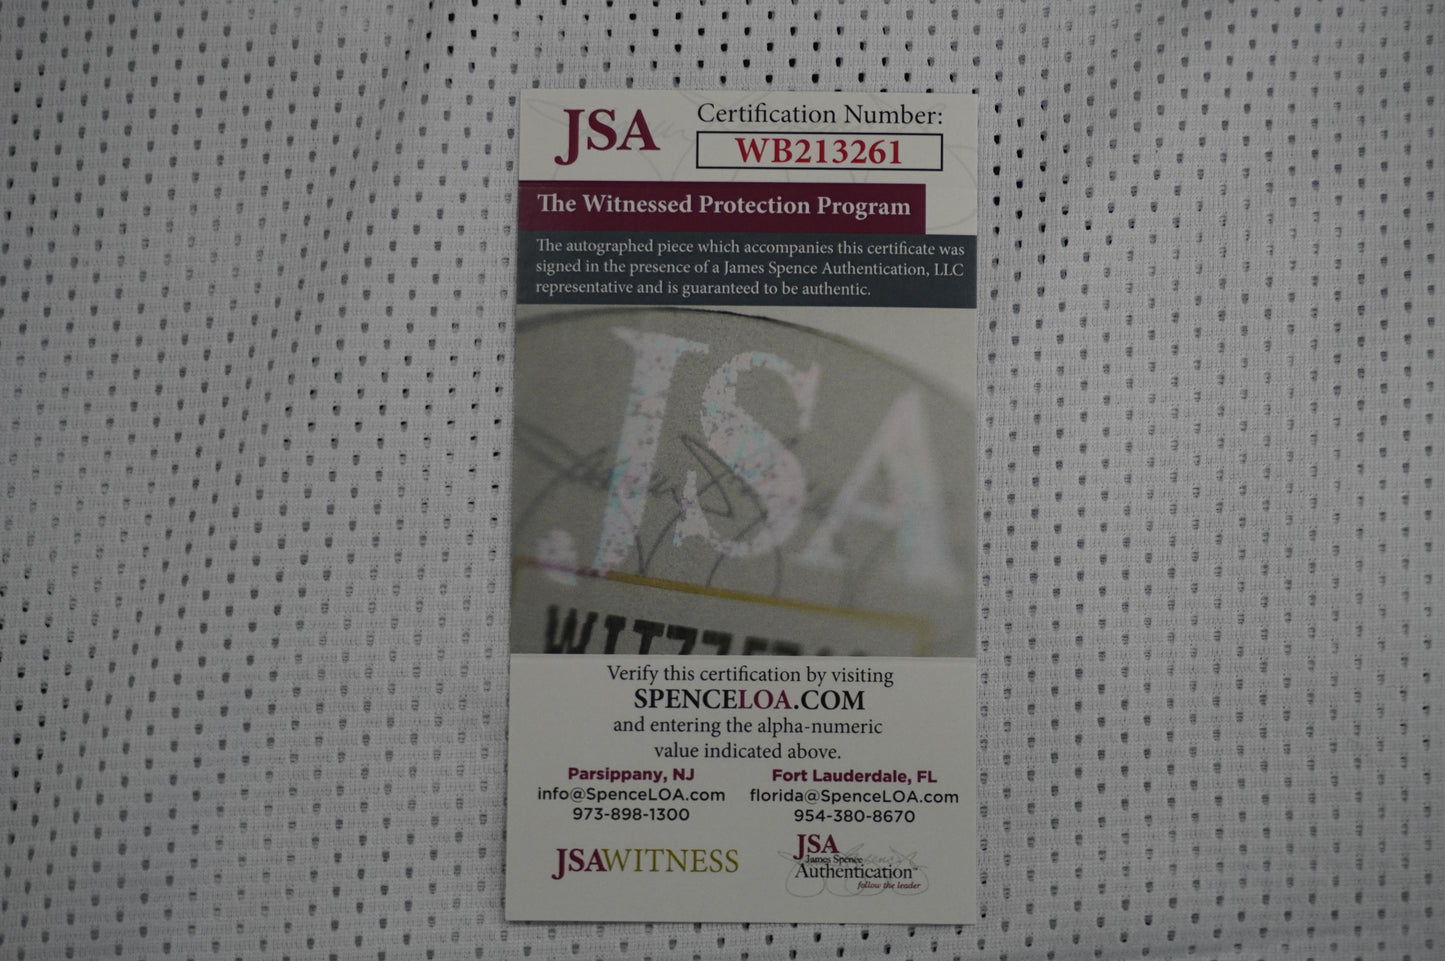 JSA
Certification Number:
WB213261
The Witnessed Protection Program
The autographed piece which accompanies this certificate was
signed in the presence of a James Spence Authentication, LLC
representative and is guaranteed to be authentic.
JSA
Verify this certification by visiting
SPENCELOA.COM
and entering the alpha-numeric
value indicated above.
Parsippany, NJ
info@SpenceLOA.com
973-898-1300
Fort Lauderdale, FL
florida@SpenceLOA.com
954-380-8670
JSAWITNESS
JSA
James Spence
Authentication
follow the leader